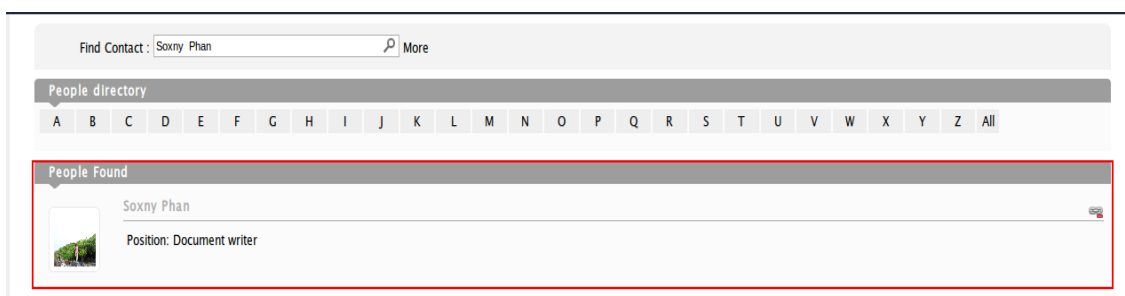 Find Contact : Soxny Phan More
People directory
A B C D E F G H I J K L M N O P Q R S T U V W X Y Z All
People Found
Soxny Phan
Position: Document writer